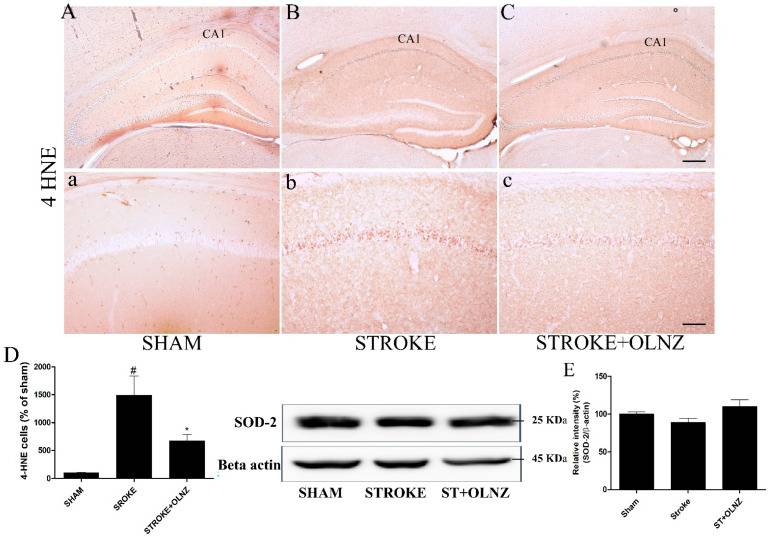 A
B
C
CA1
CA1
CA1
4 HNE
a
b
c
SHAM
STROKE
STROKE+OLNZ
D
4-HNE cells (% of sham)
2000
1500
1000
500
0
#
*
SHAM
SROKE
STROKE+OLNZ
SOD-2
25 KDa
Beta actin
45 KDa
SHAM
STROKE
ST+OLNZ
E
Relative intensity (%)
(SOD-2/β-actin)
150
100
50
0
Sham
Stroke
ST+OLNZ